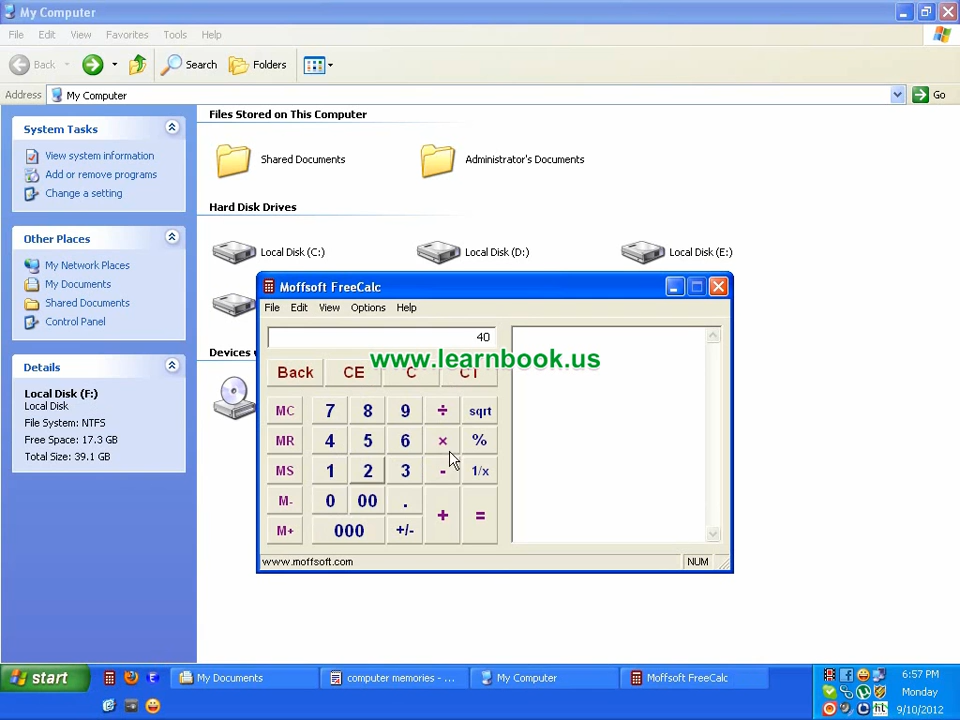 My Computer
File Edit View Favorites Tools Help
Back Search Folders
Address My Computer Go
System Tasks
View system information
Add or remove programs
Change a setting
Other Places
My Network Places
My Documents
Shared Documents
Control Panel
Details
Local Disk (F:)
Local Disk
File System: NTFS
Free Space: 17.3 GB
Total Size: 39.1 GB
Files Stored on This Computer
Shared Documents Administrator's Documents
Hard Disk Drives
Local Disk (C:) Local Disk (D:) Local Disk (E:)
Devices
Moffsoft FreeCalc
File Edit View Options Help
40
www.learnbook.us
Back CE C CT
MC 7 8 9 ÷ sqrt
MR 4 5 6 × %
MS 1 2 3 - 1/x
M- 0 00 . + =
M+ 000 +/-
www.moffsoft.com NUM
start My Documents computer memories - ... My Computer Moffsoft FreeCalc
6:57 PM
Monday
9/10/2012